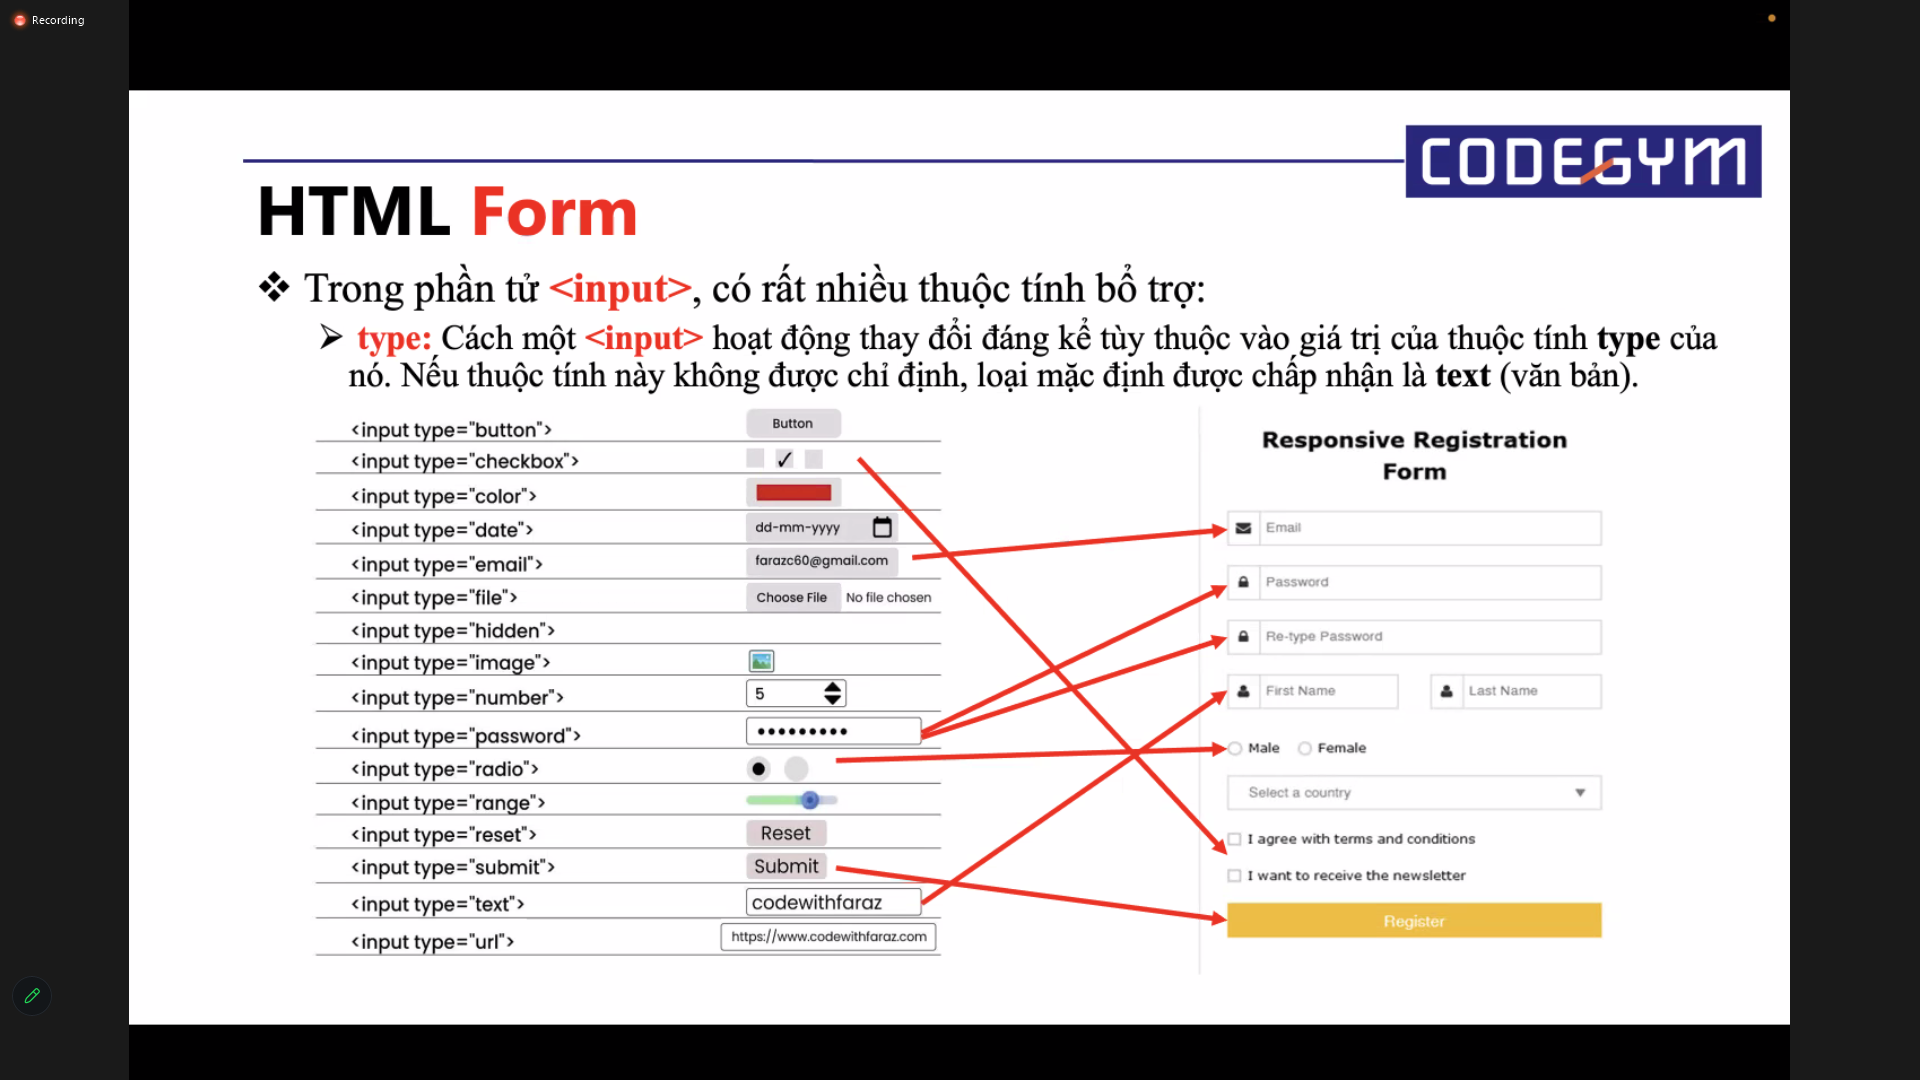 Recording
CODEGYM
HTML Form
❖ Trong phần tử <input>, có rất nhiều thuộc tính bổ trợ:
➢ type: Cách một <input> hoạt động thay đổi đáng kể tùy thuộc vào giá trị của thuộc tính type của
nó. Nếu thuộc tính này không được chỉ định, loại mặc định được chấp nhận là text (văn bản).
<input type="button"> Button
<input type="checkbox">
<input type="color">
<input type="date"> dd-mm-yyyy
<input type="email"> farazc60@gmail.com
<input type="file"> Choose File No file chosen
<input type="hidden">
<input type="image">
<input type="number"> 5
<input type="password"> •••••••••
<input type="radio">
<input type="range">
<input type="reset"> Reset
<input type="submit"> Submit
<input type="text"> codewithfaraz
<input type="url"> https://www.codewithfaraz.com
Responsive Registration
Form
Email
Password
Re-type Password
First Name Last Name
Male Female
Select a country
I agree with terms and conditions
I want to receive the newsletter
Register